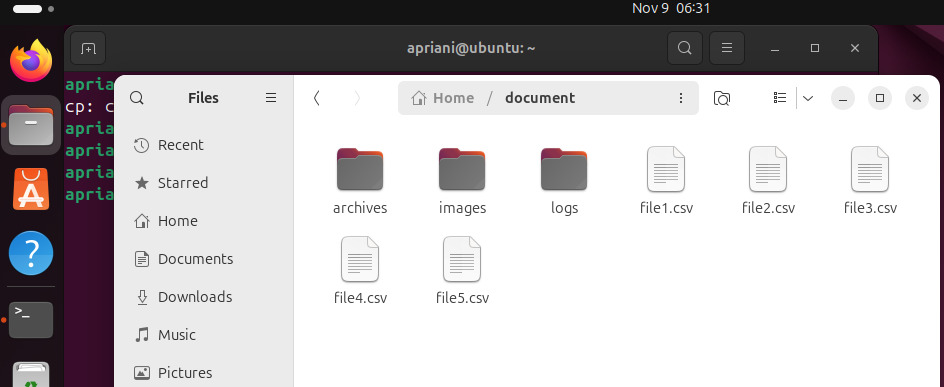 Nov 9 06:31
apriani@ubuntu: ~
apria
cp: c
apria
apria
apria
apria
Files
Home / document
Recent
Starred
Home
Documents
Downloads
Music
Pictures
archives
images
logs
file1.csv
file2.csv
file3.csv
file4.csv
file5.csv
>_